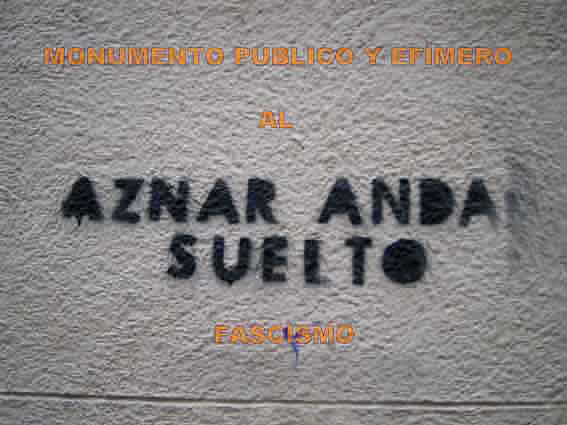 MONUMENTO PUBLICO Y EFIMERO
AL
AZNAR ANDA
SUELTO
FASCISMO